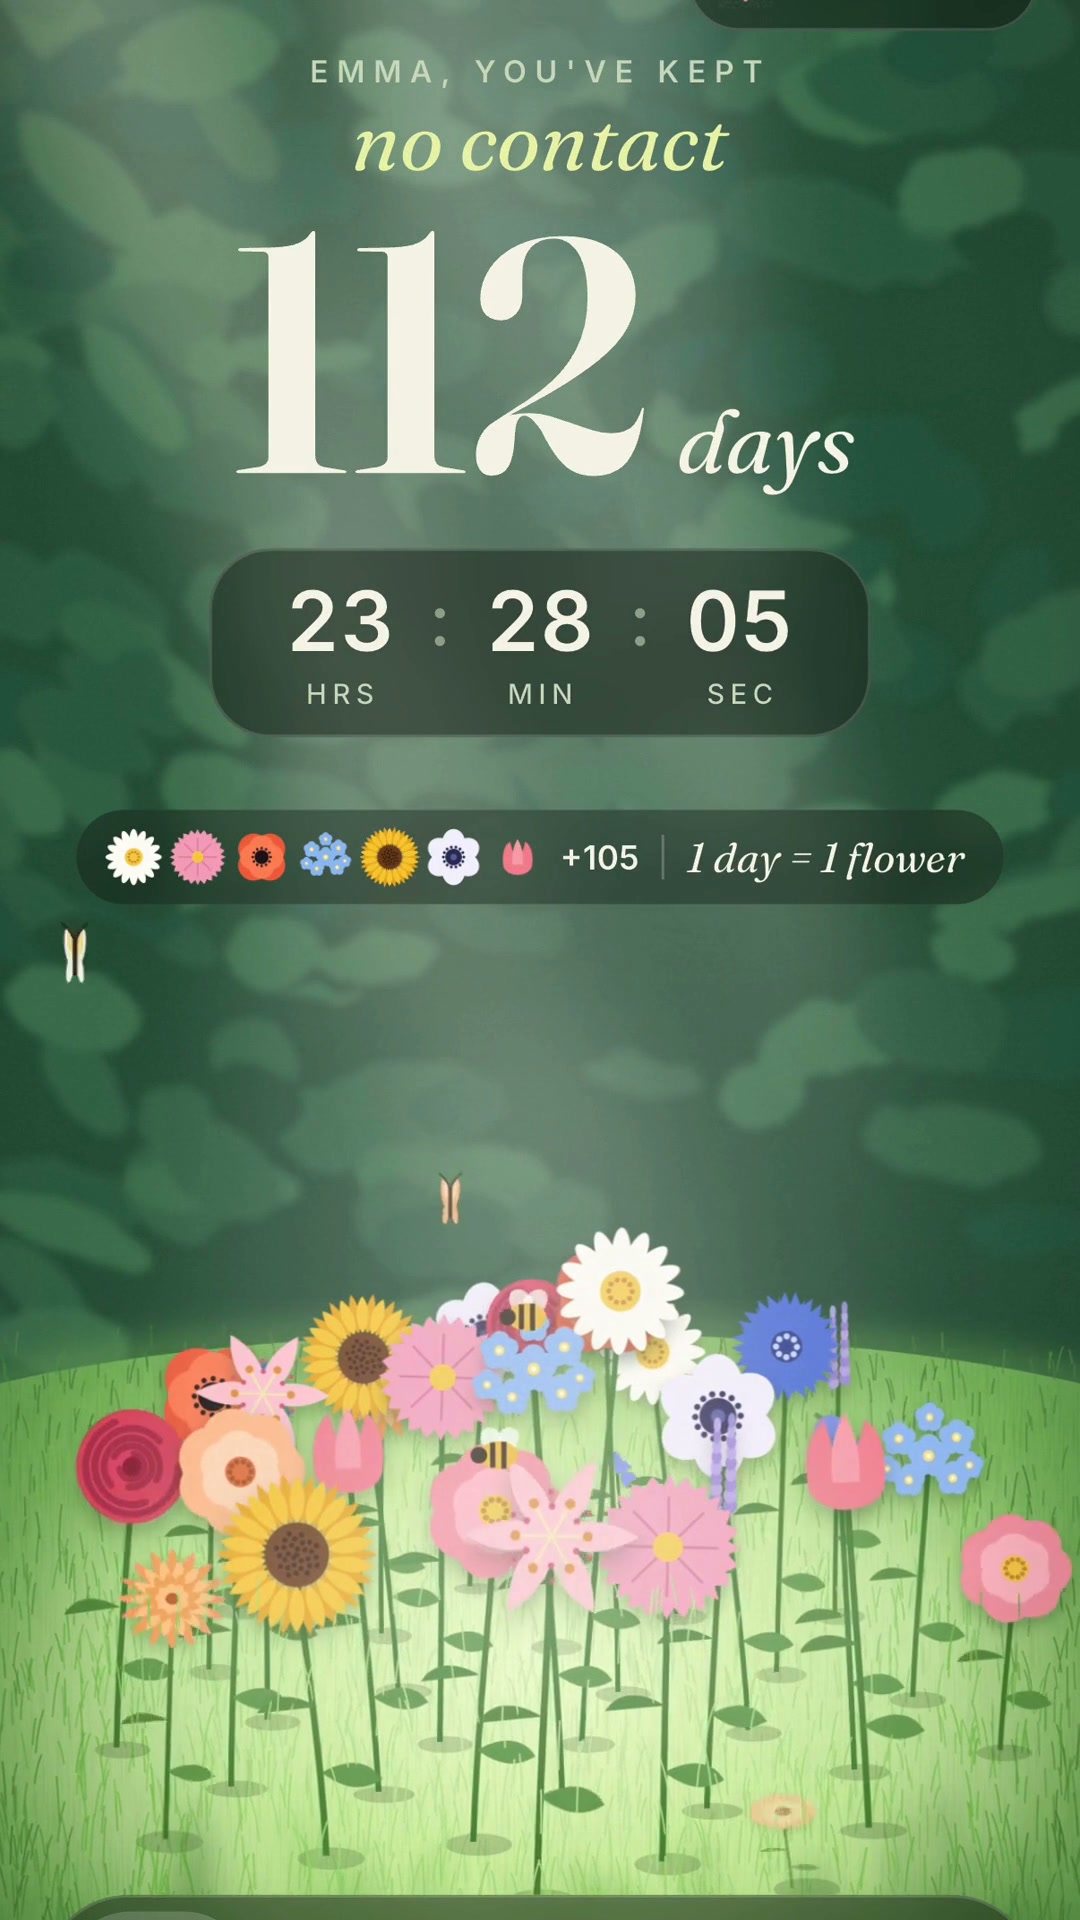 EMMA, YOU'VE KEPT
no contact
112 days
23 : 28 : 05
HRS MIN SEC
+105 | 1 day = 1 flower